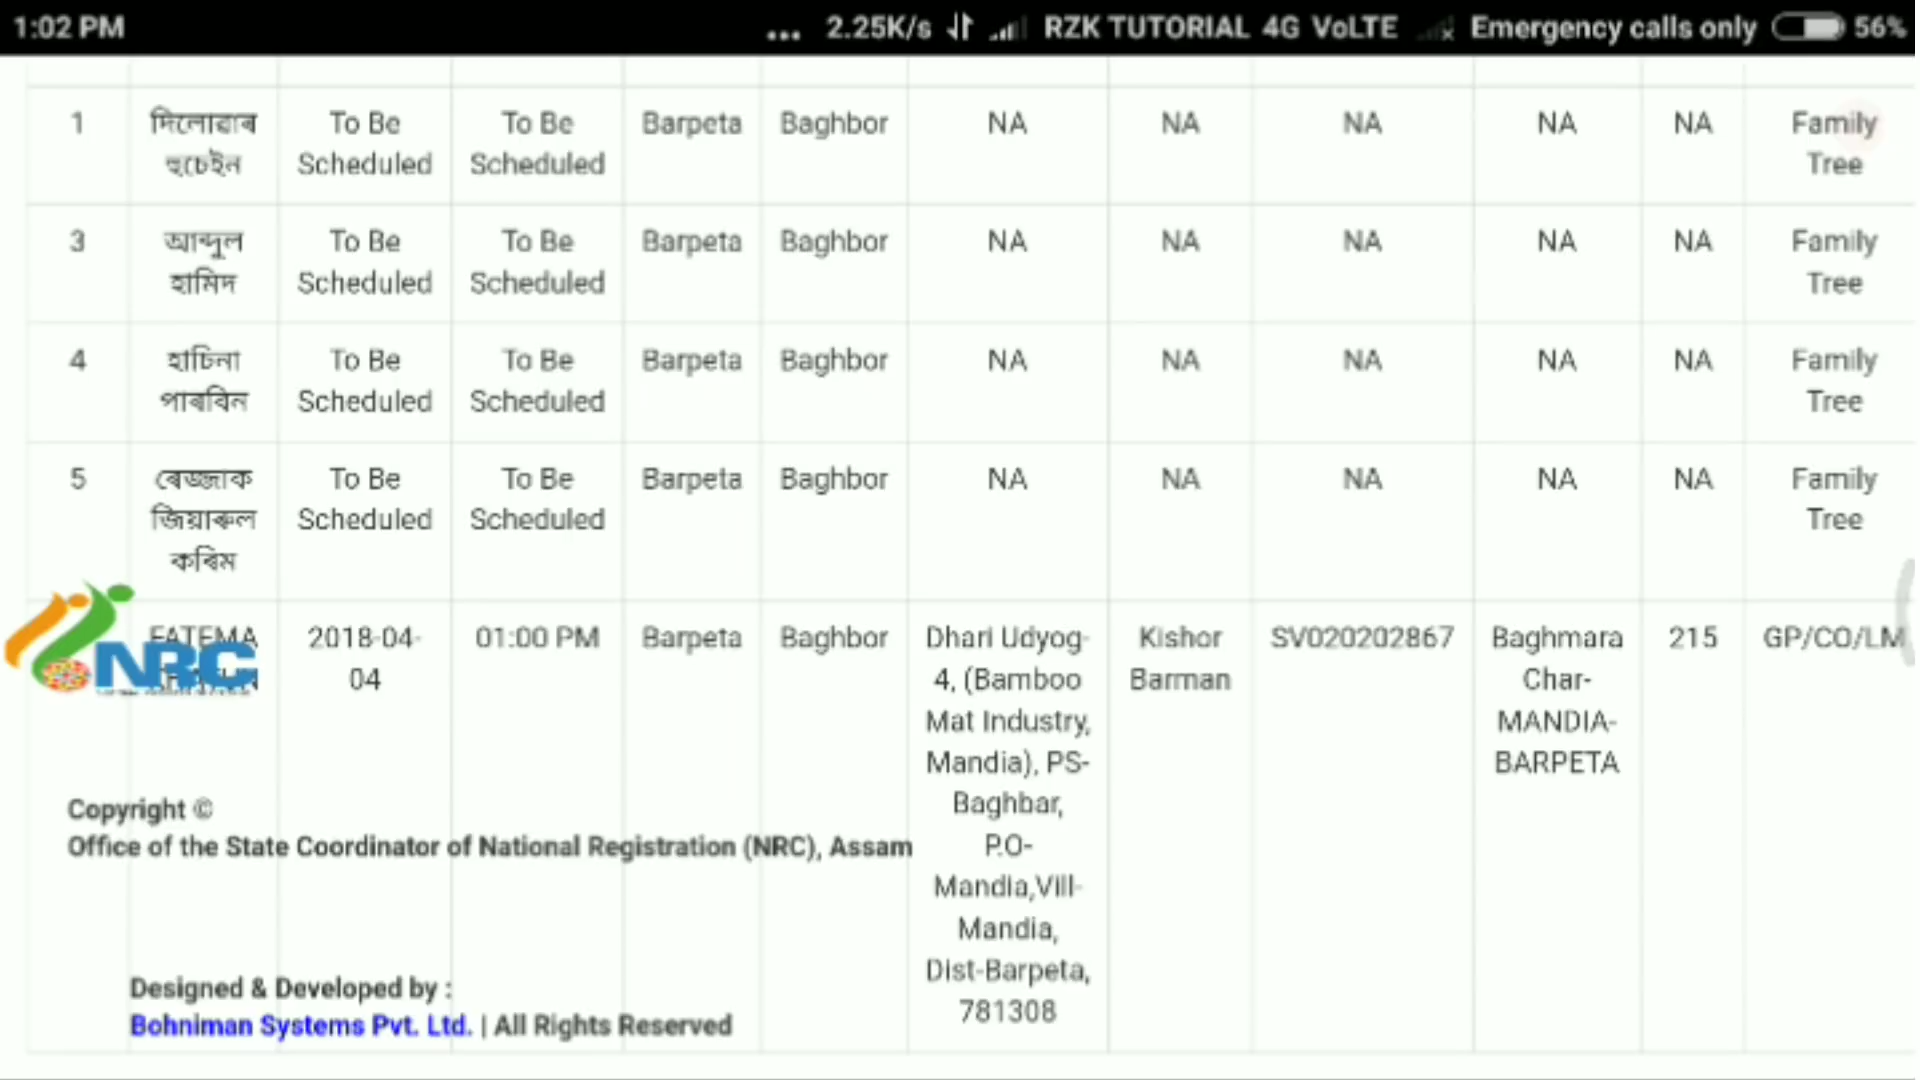 1:02 PM ... 2.25K/s RZK TUTORIAL 4G VoLTE Emergency calls only 56%
1 দিলোৱাৰ হুচেইন To Be Scheduled To Be Scheduled Barpeta Baghbor NA NA NA NA NA Family Tree
3 আব্দুল হামিদ To Be Scheduled To Be Scheduled Barpeta Baghbor NA NA NA NA NA Family Tree
4 হাচিনা পাৰবিন To Be Scheduled To Be Scheduled Barpeta Baghbor NA NA NA NA NA Family Tree
5 ৰেজ্জাক জিয়াৰুল কৰিম To Be Scheduled To Be Scheduled Barpeta Baghbor NA NA NA NA NA Family Tree
FATEMA 2018-04-04 01:00 PM Barpeta Baghbor Dhari Udyog-4, (Bamboo Mat Industry, Mandia), PS-Baghbar, P.O-Mandia,Vill-Mandia, Dist-Barpeta, 781308 Kishor Barman SV020202867 Baghmara Char-MANDIA-BARPETA 215 GP/CO/LM
NRC
Copyright ©
Office of the State Coordinator of National Registration (NRC), Assam
Designed & Developed by :
Bohniman Systems Pvt. Ltd. | All Rights Reserved